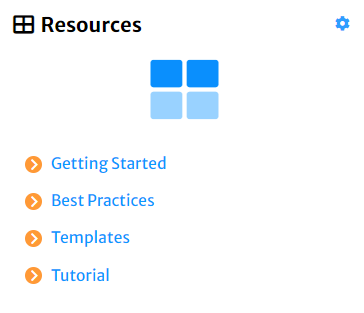 Resources
Getting Started
Best Practices
Templates
Tutorial